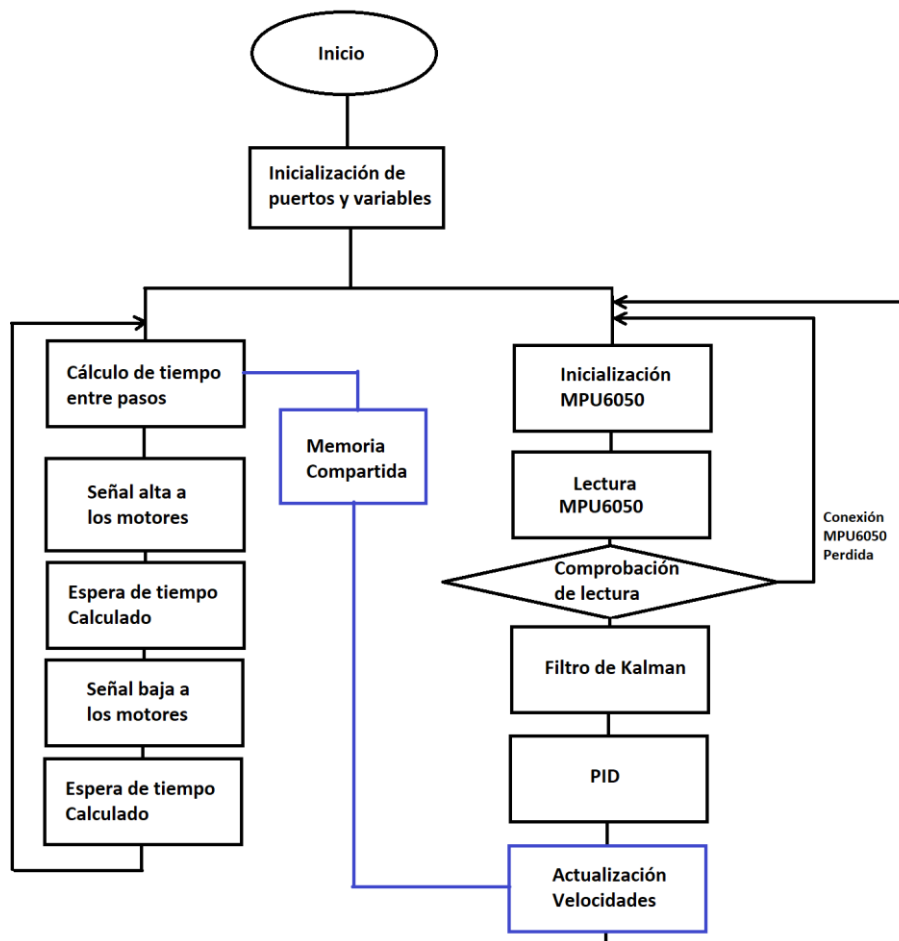 Inicio
Inicialización de
puertos y variables
Cálculo de tiempo
entre pasos
Señal alta a
los motores
Espera de tiempo
Calculado
Señal baja a
los motores
Espera de tiempo
Calculado
Memoria
Compartida
Inicialización
MPU6050
Lectura
MPU6050
Comprobación
de lectura
Conexión
MPU6050
Perdida
Filtro de Kalman
PID
Actualización
Velocidades